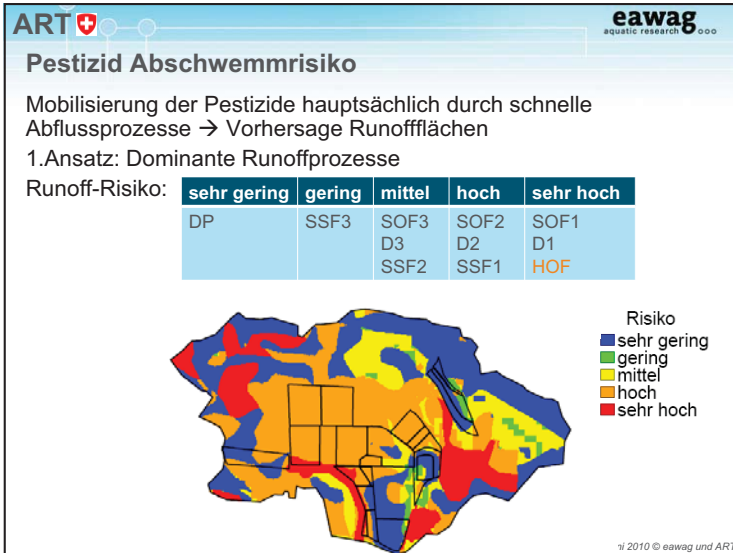 ART
eawag
aquatic research ooo
Pestizid Abschwemmrisiko
Mobilisierung der Pestizide hauptsächlich durch schnelle
Abflussprozesse → Vorhersage Runoffflächen
1.Ansatz: Dominante Runoffprozesse
Runoff-Risiko:
sehr gering gering mittel hoch sehr hoch
DP SSF3 SOF3 SOF2 SOF1
D3 D2 D1
SSF2 SSF1 HOF
Risiko
sehr gering
gering
mittel
hoch
sehr hoch
2010 © eawag und ART